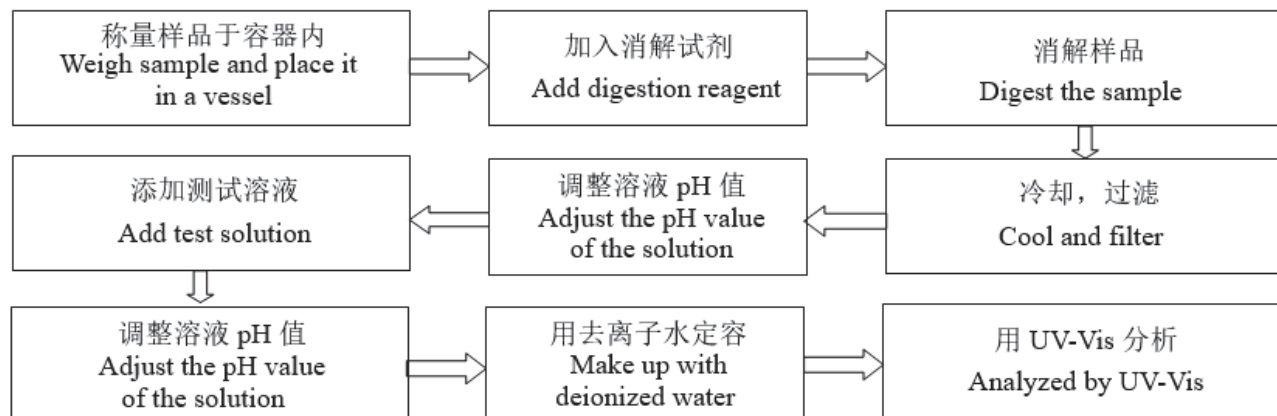 称量样品于容器内
Weigh sample and place it
in a vessel
加入消解试剂
Add digestion reagent
消解样品
Digest the sample
冷却，过滤
Cool and filter
调整溶液 pH 值
Adjust the pH value
of the solution
添加测试溶液
Add test solution
调整溶液 pH 值
Adjust the pH value
of the solution
用去离子水定容
Make up with
deionized water
用 UV-Vis 分析
Analyzed by UV-Vis